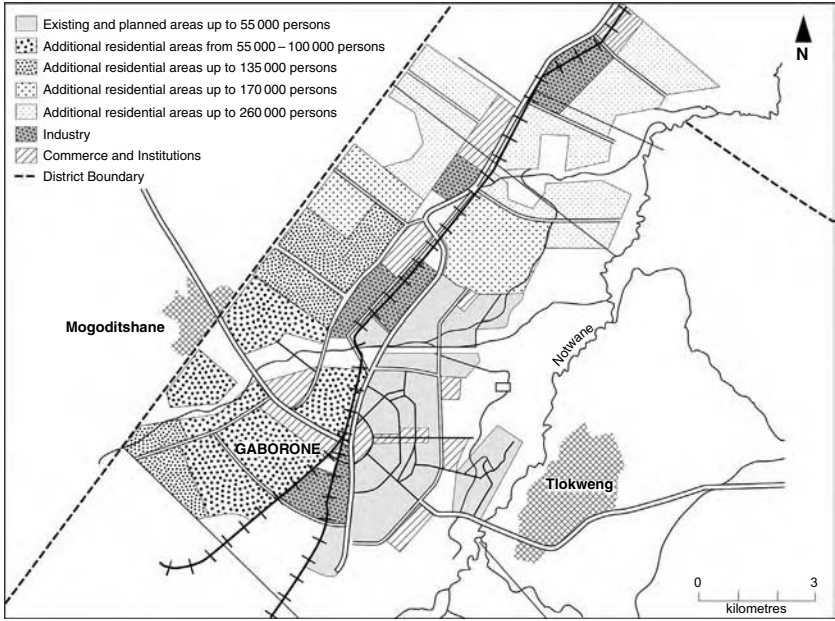 Existing and planned areas up to 55 000 persons
Additional residential areas from 55 000 – 100 000 persons
Additional residential areas up to 135 000 persons
Additional residential areas up to 170 000 persons
Additional residential areas up to 260 000 persons
Industry
Commerce and Institutions
District Boundary
N
Mogoditshane
Notwane
GABORONE
Tlokweng
0 3
kilometres